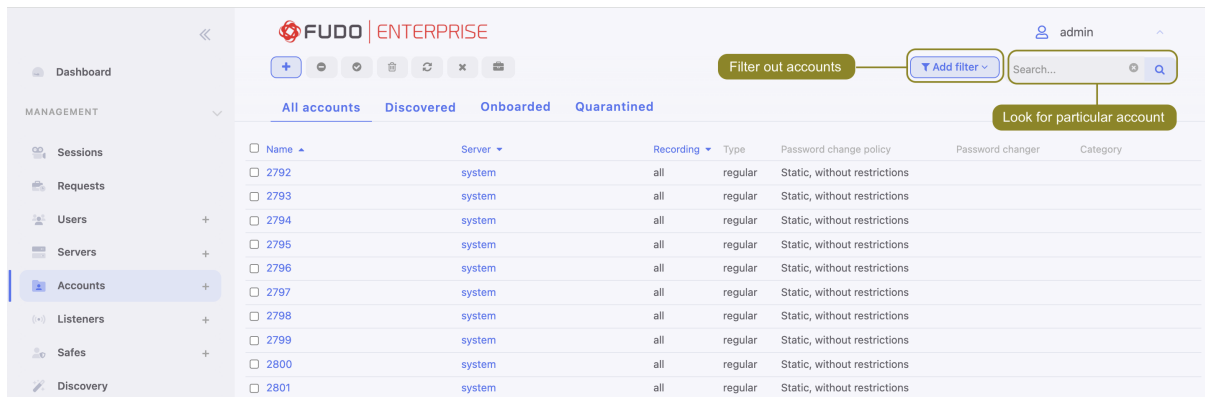 FUDO ENTERPRISE
admin
Dashboard
Filter out accounts
Add filter
Search...
MANAGEMENT
All accounts Discovered Onboarded Quarantined
Look for particular account
Sessions
Requests
Users +
Servers +
Accounts +
Listeners +
Safes +
Discovery
Name Server Recording Type Password change policy Password changer Category
2792 system all regular Static, without restrictions
2793 system all regular Static, without restrictions
2794 system all regular Static, without restrictions
2795 system all regular Static, without restrictions
2796 system all regular Static, without restrictions
2797 system all regular Static, without restrictions
2798 system all regular Static, without restrictions
2799 system all regular Static, without restrictions
2800 system all regular Static, without restrictions
2801 system all regular Static, without restrictions